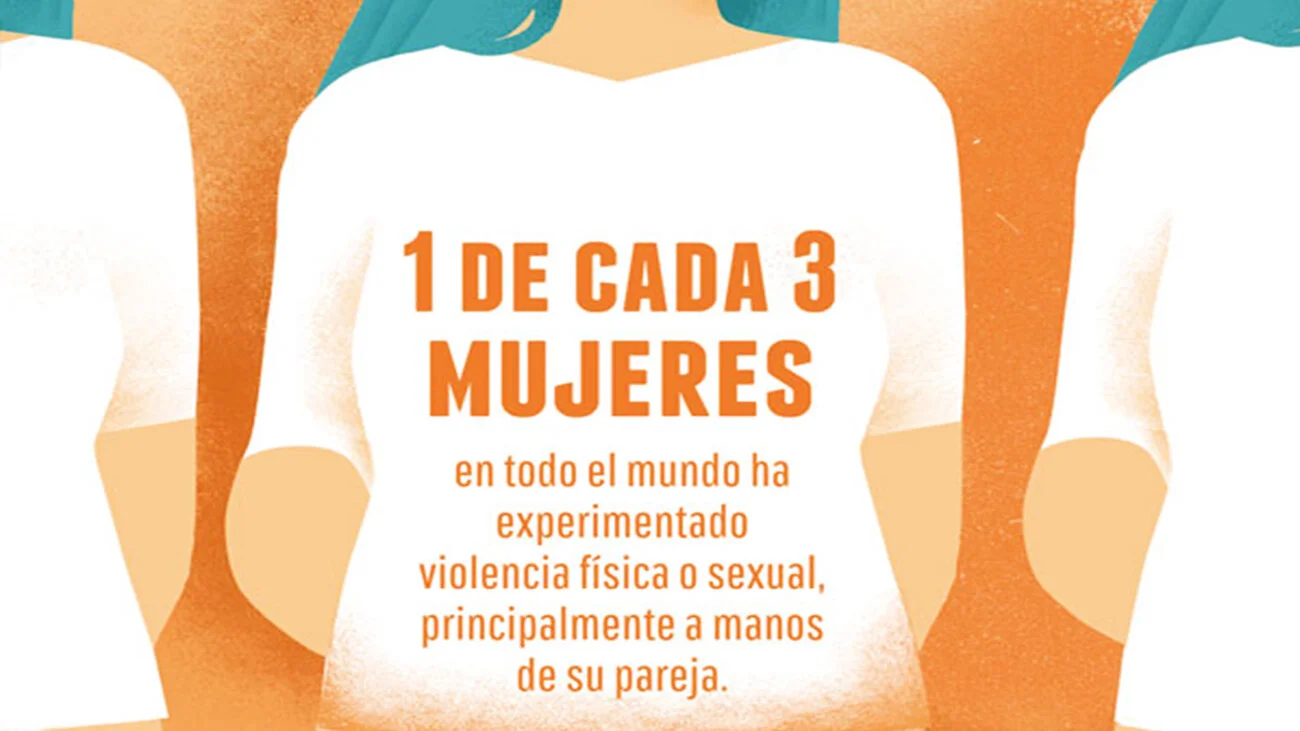 1 DE CADA 3
MUJERES
en todo el mundo ha
experimentado
violencia física o sexual,
principalmente a manos
de su pareja.